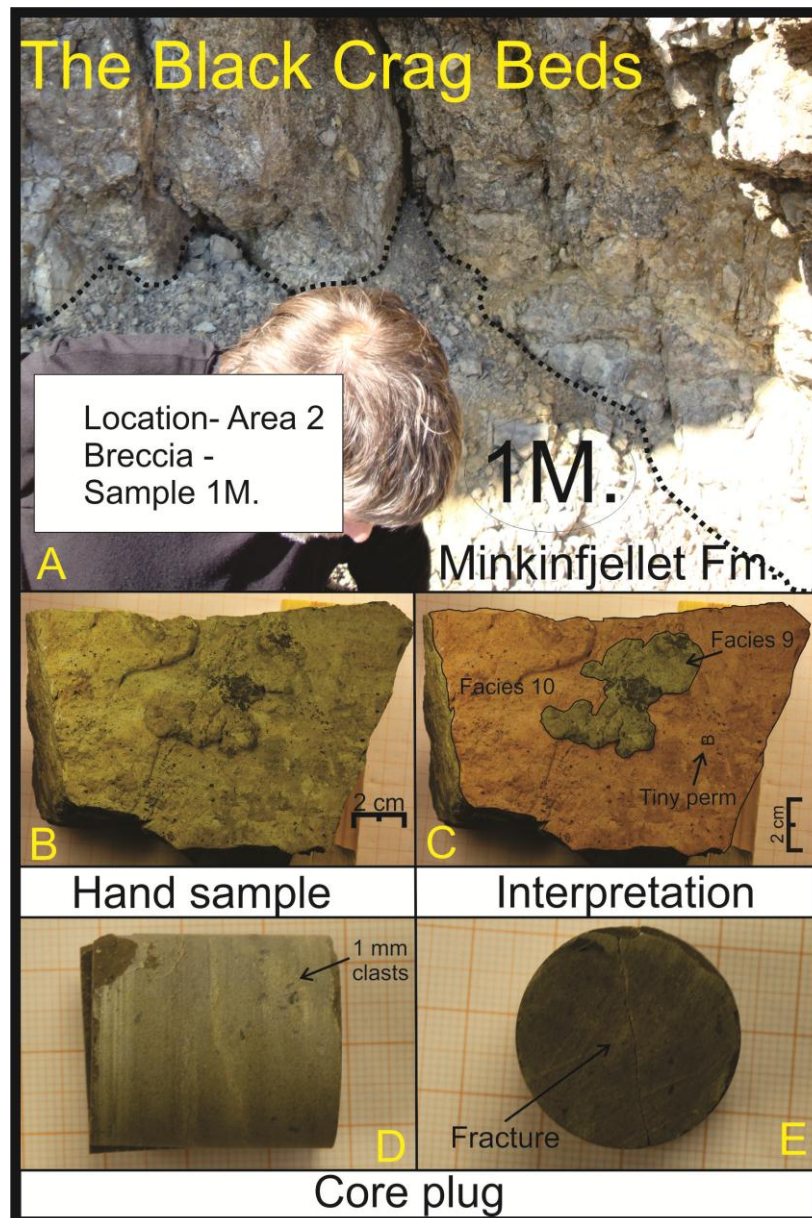 The Black Crag Beds
Location- Area 2
Breccia -
Sample 1M.
1M.
A
Minkinfjellet Fm.
Facies 9
Facies 10
B
Tiny perm
2 cm
2 cm
B
C
Hand sample
Interpretation
1 mm
clasts
D
Fracture
E
Core plug